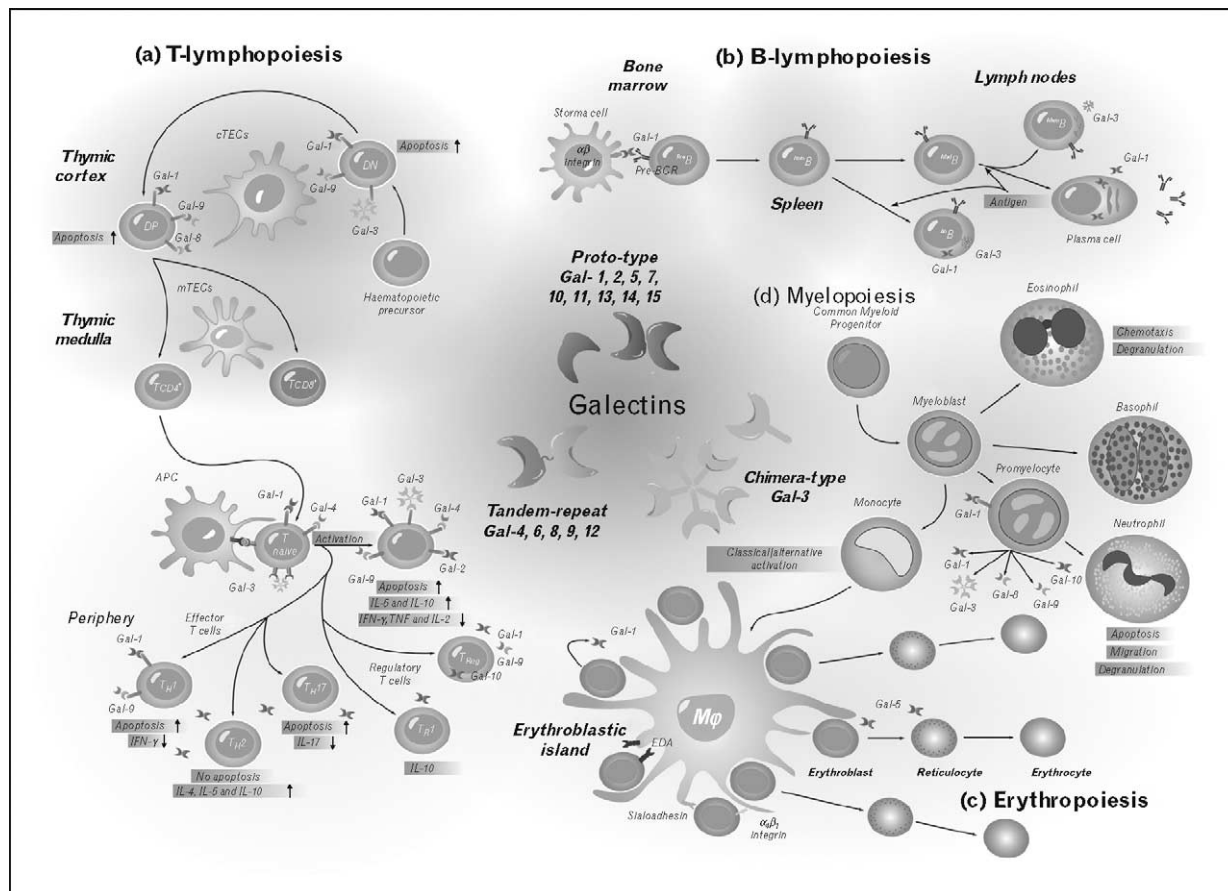 (a) T-lymphopoiesis
Thymic
cortex
cTECs
Gal-1
Gal-9
DN
Gal-3
Apoptosis
Gal-1
Gal-9
Gal-8
DP
Apoptosis
Haematopoietic
precursor
mTECs
Thymic
medulla
TCD4+
TCD8+
APC
Gal-1
Gal-4
T
naive
Gal-3
Activation
Gal-3
Gal-1
Gal-4
Gal-2
Gal-9
Apoptosis
IL-6 and IL-10
IFN-γ, TNF and IL-2
Periphery
Effector
T cells
Gal-1
Gal-9
TH1
Apoptosis
IFN-γ
TH2
No apoptosis
IL-4, IL-5 and IL-10
TH17
Apoptosis
IL-17
Regulatory
T cells
TR1
IL-10
TReg
Gal-1
Gal-9
Gal-10
(b) B-lymphopoiesis
Bone
marrow
Storma cell
αβ
integrin
Gal-1
Pre-BCR
B
Spleen
B
Lymph nodes
B
B
Gal-3
Gal-1
Antigen
Plasma cell
B
Gal-3
Gal-1
Proto-type
Gal- 1, 2, 5, 7,
10, 11, 13, 14, 15
Galectins
Tandem-repeat
Gal-4, 6, 8, 9, 12
Chimera-type
Gal-3
(d) Myelopoiesis
Common Myeloid
Progenitor
Myeloblast
Eosinophil
Chemotaxis
Degranulation
Basophil
Promyelocyte
Gal-1
Gal-1
Gal-3
Gal-8
Gal-9
Gal-10
Neutrophil
Apoptosis
Migration
Degranulation
Monocyte
Classical/alternative
activation
Gal-1
Mφ
Erythroblastic
island
EDA
Sialoadhesin
α4β1
integrin
Gal-5
Erythroblast
Reticulocyte
Erythrocyte
(c) Erythropoiesis